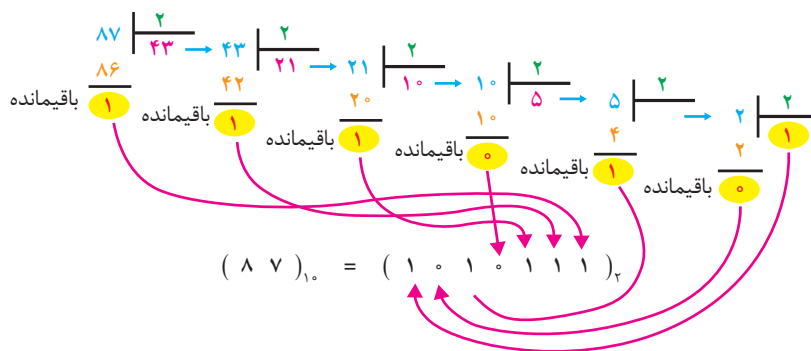 ۸۷ ۲
۴۳
۸۶
باقیمانده ۱
۴۳ ۲
۲۱
۴۲
باقیمانده ۱
۲۱ ۲
۱۰
۲۰
باقیمانده ۱
۱۰ ۲
۵
۱۰
باقیمانده ۰
۵ ۲
۴
باقیمانده ۱
۲ ۲
۱
۲
باقیمانده ۰
(۸۷)۱۰ = (۱۰۱۰۱۱۱)۲